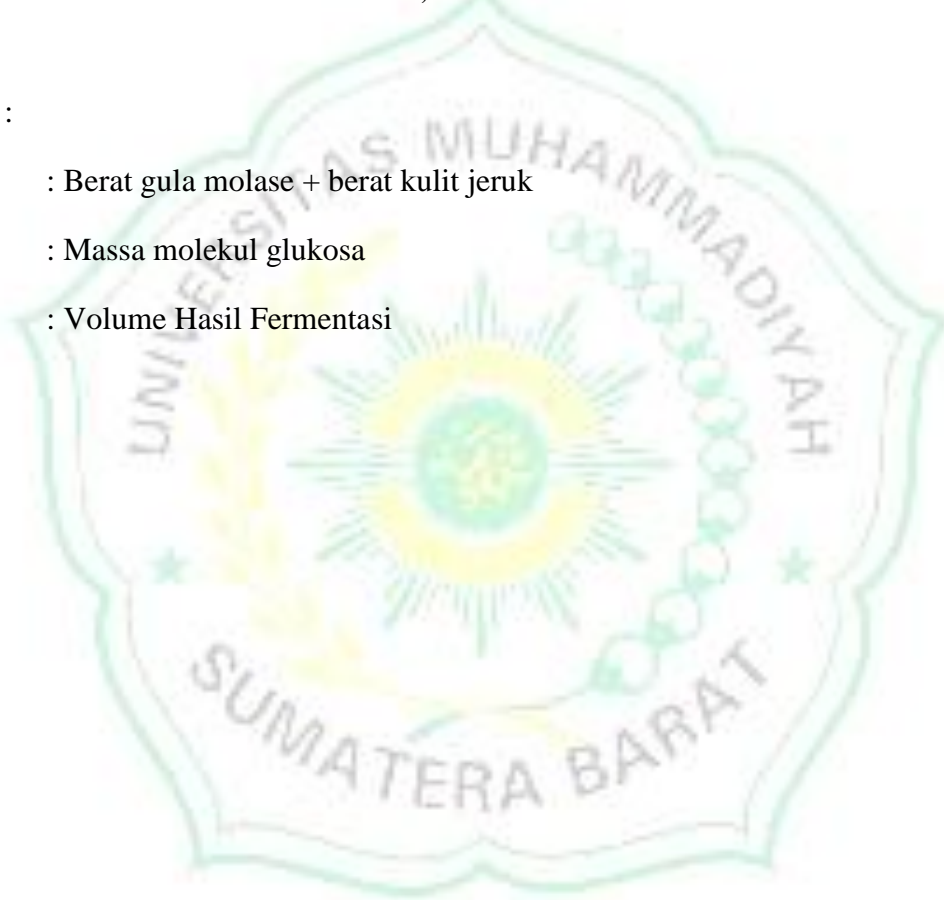 :
: Berat gula molase + berat kulit jeruk
: Massa molekul glukosa
: Volume Hasil Fermentasi
UNIVERSITAS MUHAMMADIYAH
SUMATERA BARAT